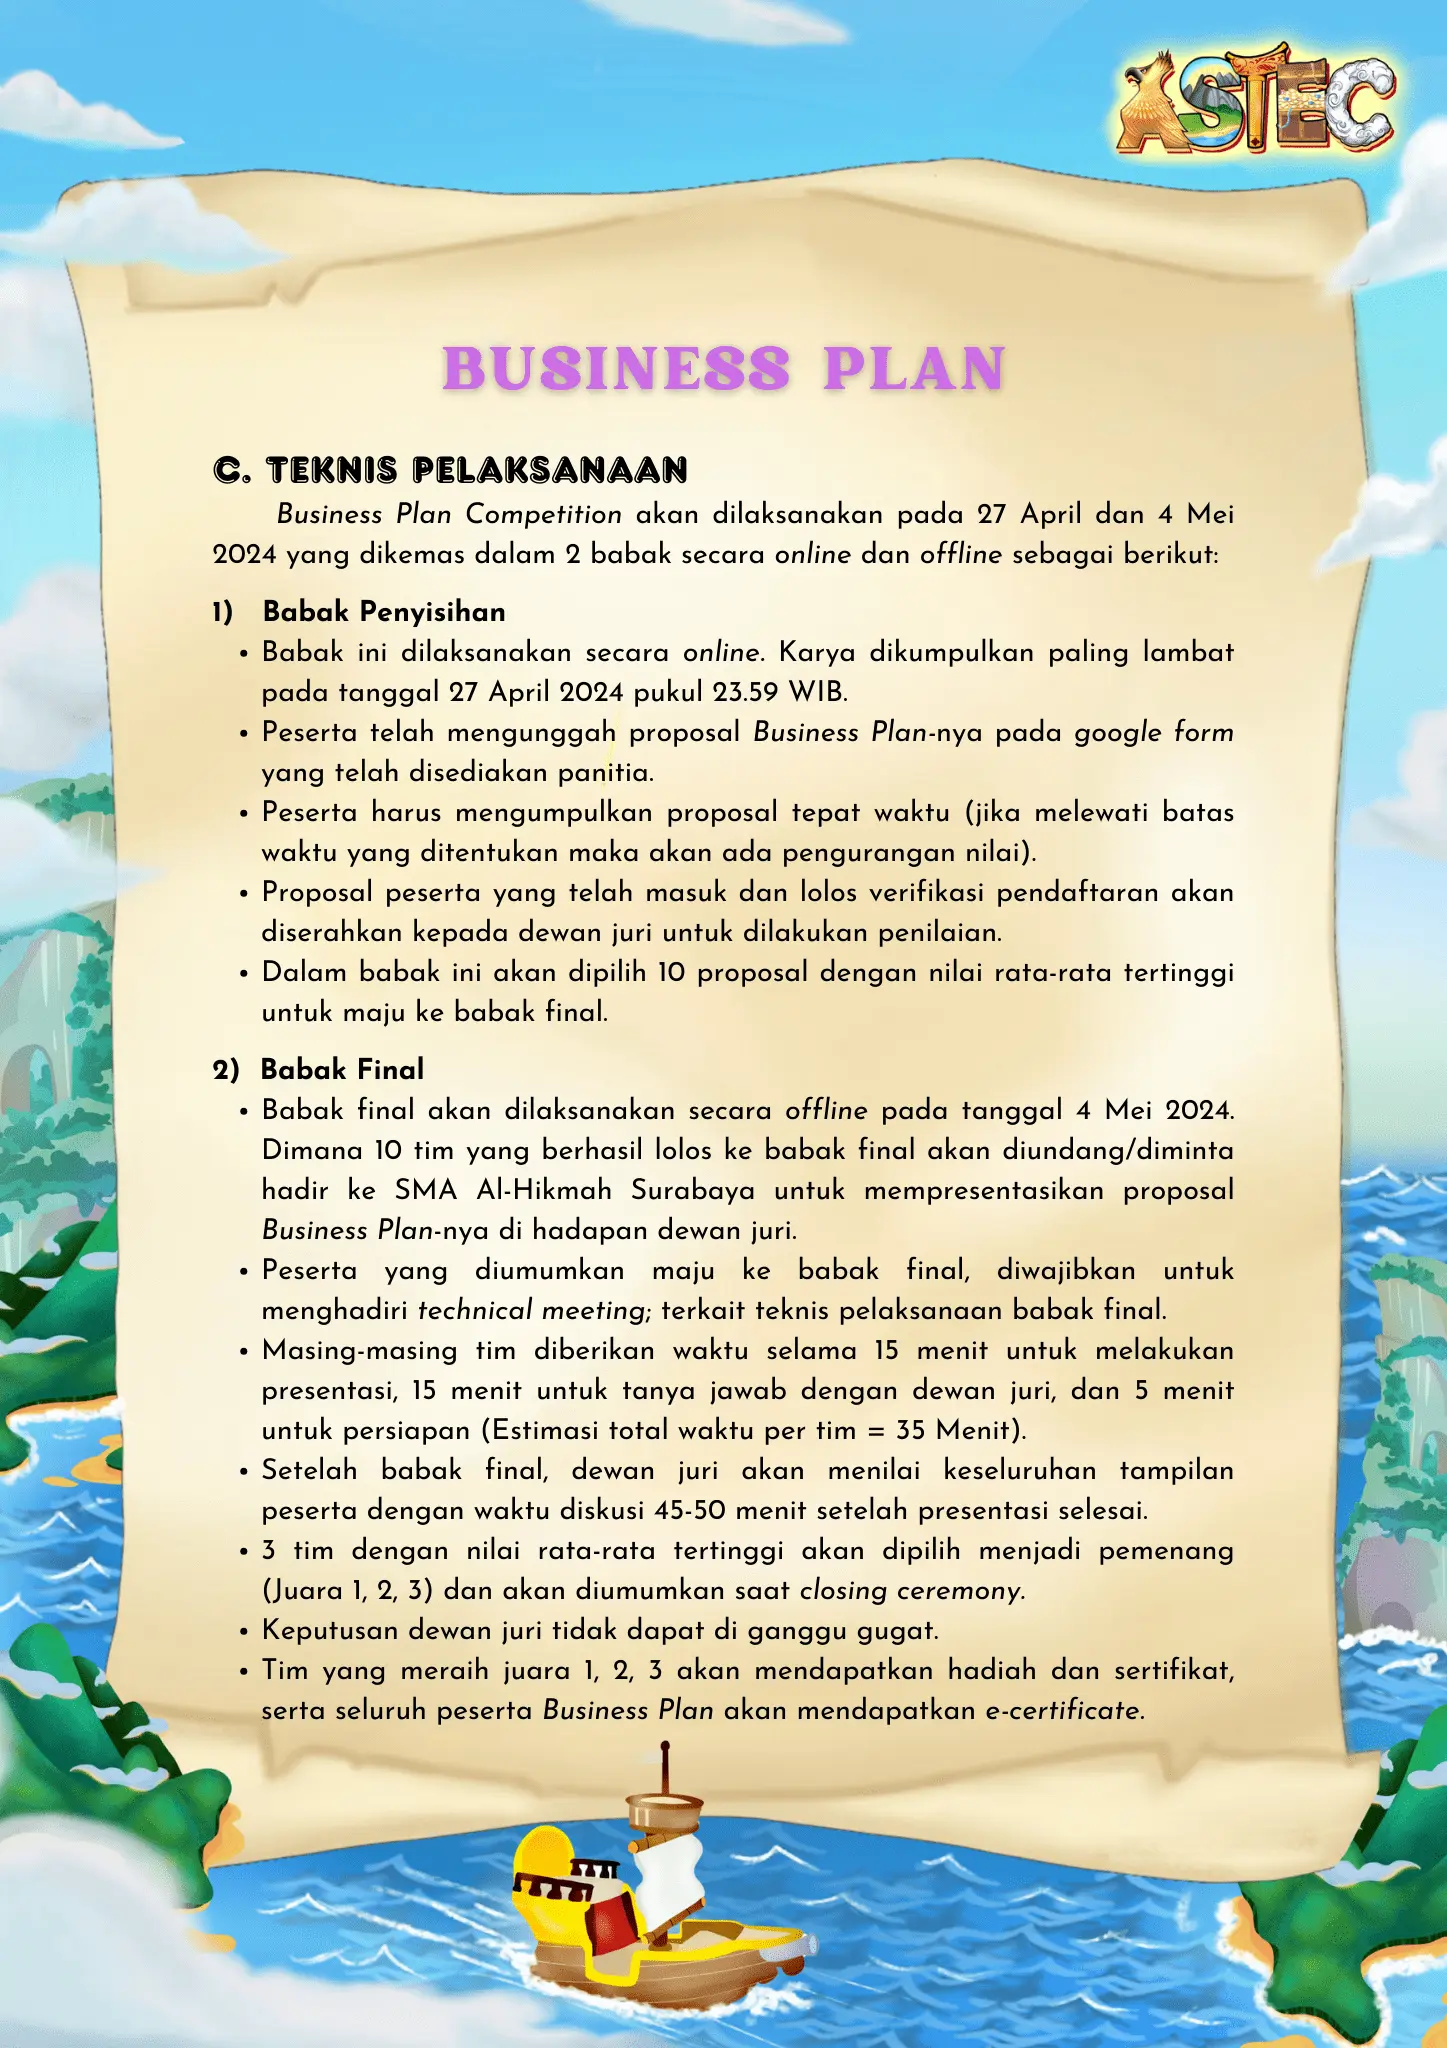 ASTEC
BUSINESS PLAN
C. TEKNIS PELAKSANAAN
Business Plan Competition akan dilaksanakan pada 27 April dan 4 Mei
2024 yang dikemas dalam 2 babak secara online dan offline sebagai berikut:
1) Babak Penyisihan
• Babak ini dilaksanakan secara online. Karya dikumpulkan paling lambat
pada tanggal 27 April 2024 pukul 23.59 WIB.
• Peserta telah mengunggah proposal Business Plan-nya pada google form
yang telah disediakan panitia.
• Peserta harus mengumpulkan proposal tepat waktu (jika melewati batas
waktu yang ditentukan maka akan ada pengurangan nilai).
• Proposal peserta yang telah masuk dan lolos verifikasi pendaftaran akan
diserahkan kepada dewan juri untuk dilakukan penilaian.
• Dalam babak ini akan dipilih 10 proposal dengan nilai rata-rata tertinggi
untuk maju ke babak final.
2) Babak Final
• Babak final akan dilaksanakan secara offline pada tanggal 4 Mei 2024.
Dimana 10 tim yang berhasil lolos ke babak final akan diundang/diminta
hadir ke SMA Al-Hikmah Surabaya untuk mempresentasikan proposal
Business Plan-nya di hadapan dewan juri.
• Peserta yang diumumkan maju ke babak final, diwajibkan untuk
menghadiri technical meeting; terkait teknis pelaksanaan babak final.
• Masing-masing tim diberikan waktu selama 15 menit untuk melakukan
presentasi, 15 menit untuk tanya jawab dengan dewan juri, dan 5 menit
untuk persiapan (Estimasi total waktu per tim = 35 Menit).
• Setelah babak final, dewan juri akan menilai keseluruhan tampilan
peserta dengan waktu diskusi 45-50 menit setelah presentasi selesai.
• 3 tim dengan nilai rata-rata tertinggi akan dipilih menjadi pemenang
(Juara 1, 2, 3) dan akan diumumkan saat closing ceremony.
• Keputusan dewan juri tidak dapat di ganggu gugat.
• Tim yang meraih juara 1, 2, 3 akan mendapatkan hadiah dan sertifikat,
serta seluruh peserta Business Plan akan mendapatkan e-certificate.